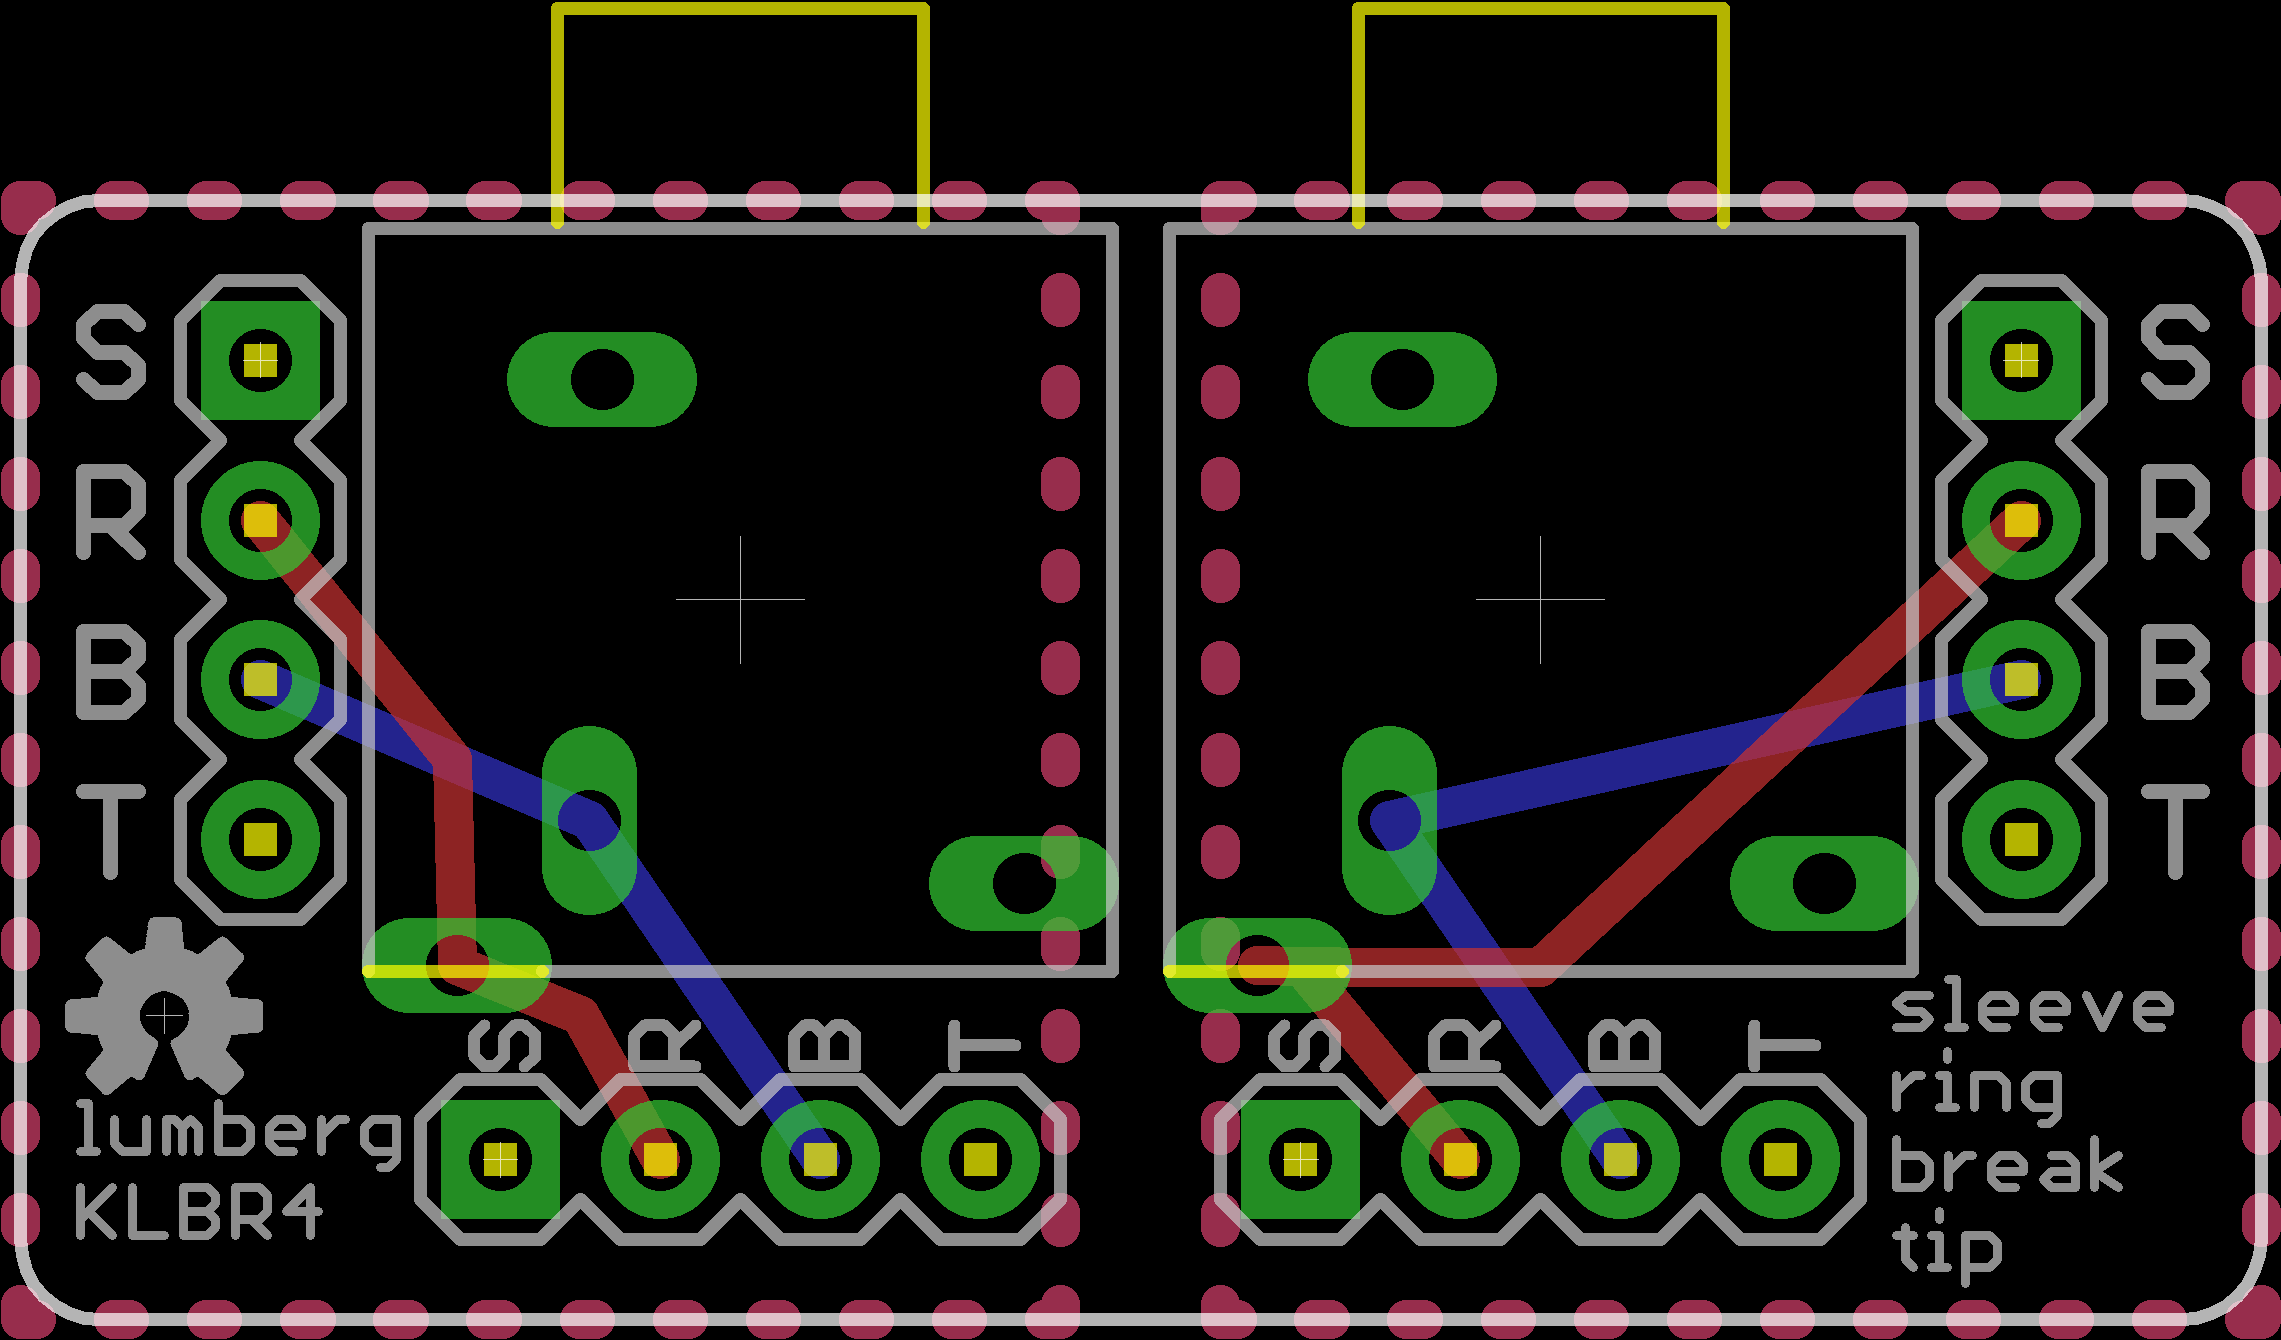 S
R
B
T
S
R
B
T
lumberg
KLBR4
S R B T
S R B T
sleeve
ring
break
tip